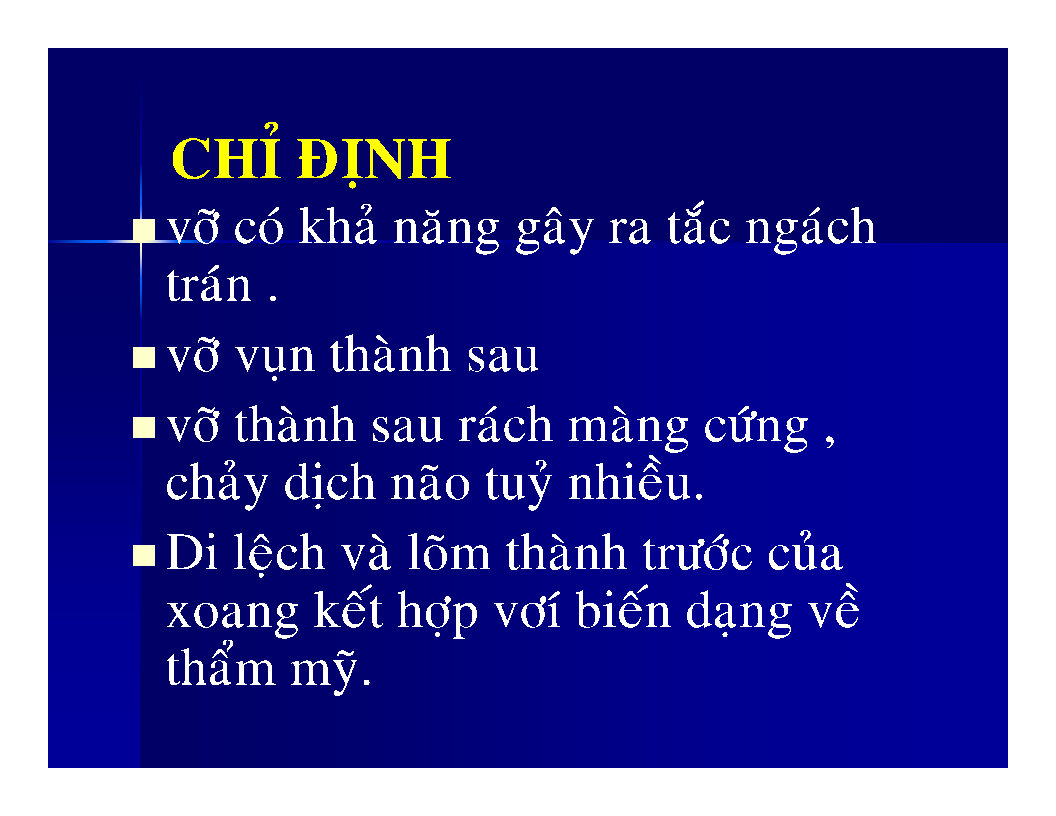 CHỈ ĐỊNH
vỡ có khả năng gây ra tắc ngách
trán .
vỡ vụn thành sau
vỡ thành sau rách màng cứng ,
chảy dịch não tuỷ nhiều.
Di lệch và lõm thành trước của
xoang kết hợp vơí biến dạng về
thẩm mỹ.